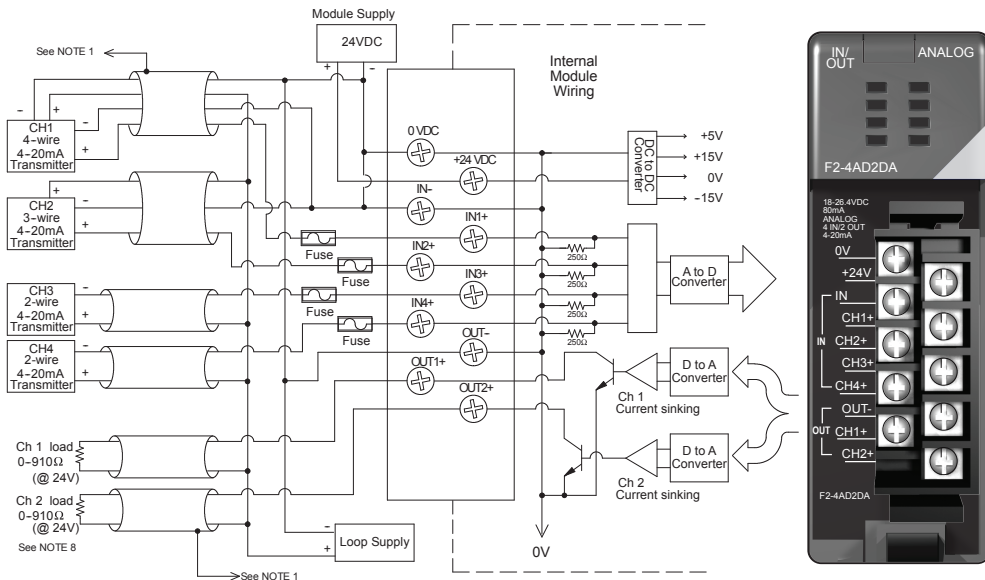 Module Supply
24VDC
+
-
See NOTE 1
Internal
Module
Wiring
-
+
-
+
CH1
4-wire
4-20mA
Transmitter
0 VDC
+24 VDC
DC to DC
Converter
+5V
+15V
0V
-15V
+
-
+
CH2
3-wire
4-20mA
Transmitter
IN-
IN1+
Fuse
250Ω
IN2+
Fuse
250Ω
A to D
Converter
-
+
CH3
2-wire
4-20mA
Transmitter
IN3+
Fuse
250Ω
IN4+
Fuse
250Ω
-
+
CH4
2-wire
4-20mA
Transmitter
OUT-
OUT1+
D to A
Converter
Ch 1
Current sinking
OUT2+
D to A
Converter
Ch 2
Current sinking
Ch 1 load
0-910Ω
(@ 24V)
Ch 2 load
0-910Ω
(@ 24V)
See NOTE 8
-
+
Loop Supply
0V
See NOTE 1
IN/
OUT
ANALOG
F2-4AD2DA
18-26.4VDC
80mA
ANALOG
4 IN/2 OUT
4-20mA
0V
+24V
IN
CH1+
CH2+
IN
CH3+
CH4+
OUT-
OUT
CH1+
CH2+
F2-4AD2DA